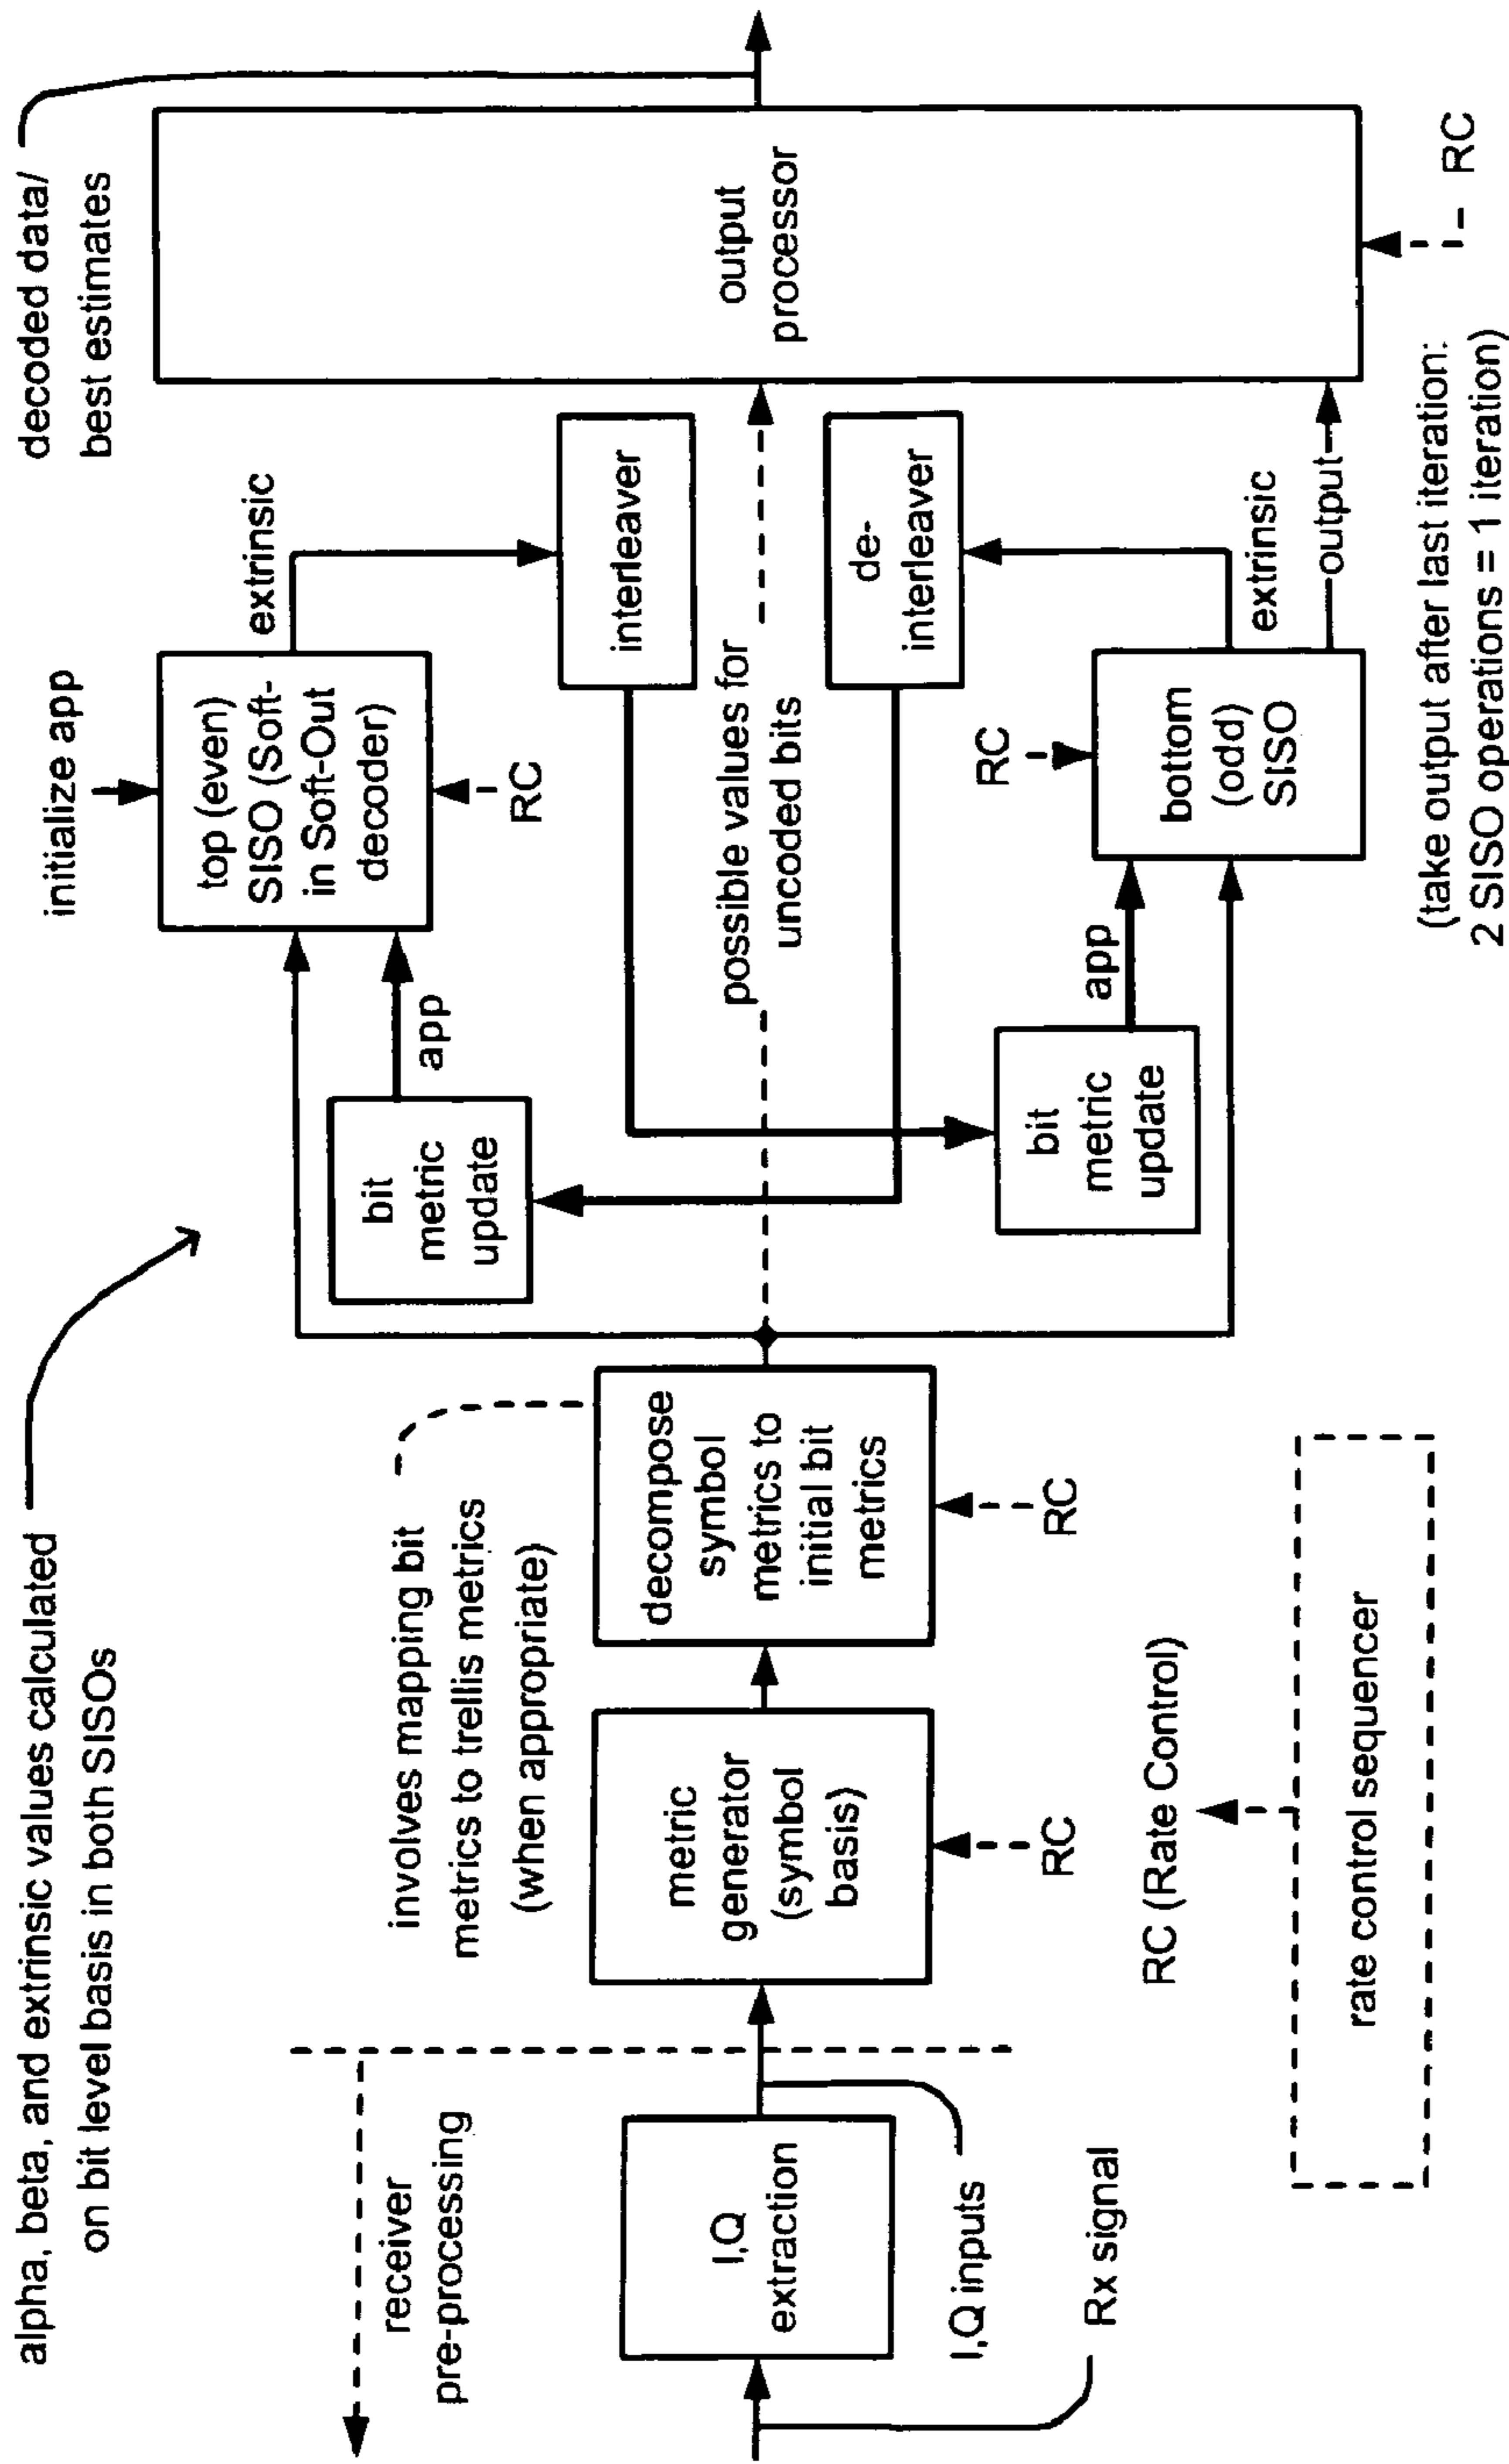 alpha, beta, and extrinsic values calculated
on bit level basis in both SISOs
decoded data/
best estimates
initialize app
top (even)
SISO (Soft-
in Soft-Out
decoder)
extrinsic
RC
app
bit
metric
update
interleaver
involves mapping bit
metrics to trellis metrics
(when appropriate)
receiver
pre-processing
I,Q
extraction
I,Q inputs
Rx signal
metric
generator
(symbol
basis)
RC
decompose
symbol
metrics to
initial bit
metrics
RC
possible values for
uncoded bits
de-
interleaver
output
processor
RC
bit
metric
update
app
RC
bottom
(odd)
SISO
extrinsic
output
RC (Rate Control)
rate control sequencer
(take output after last iteration:
2 SISO operations = 1 iteration)